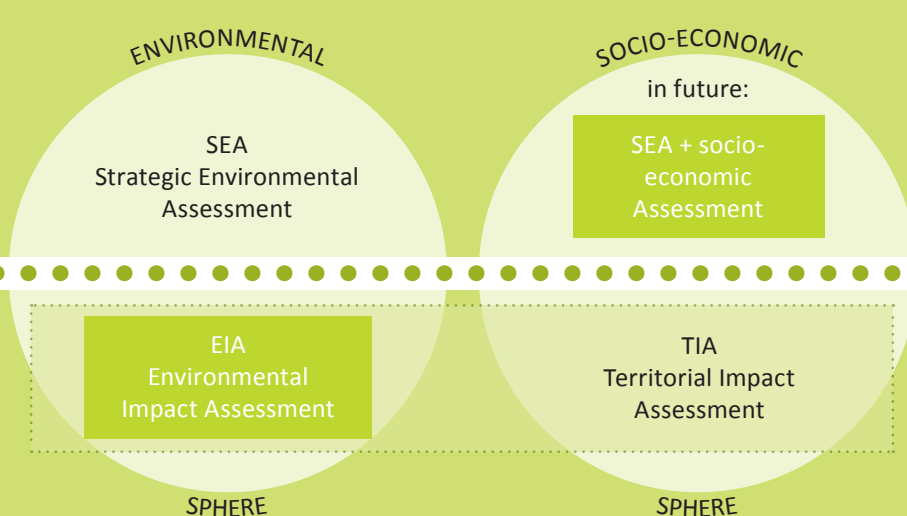 ENVIRONMENTAL
SEA
Strategic Environmental
Assessment
EIA
Environmental
Impact Assessment
SPHERE
SOCIO-ECONOMIC
in future:
SEA + socio-
economic
Assessment
TIA
Territorial Impact
Assessment
SPHERE